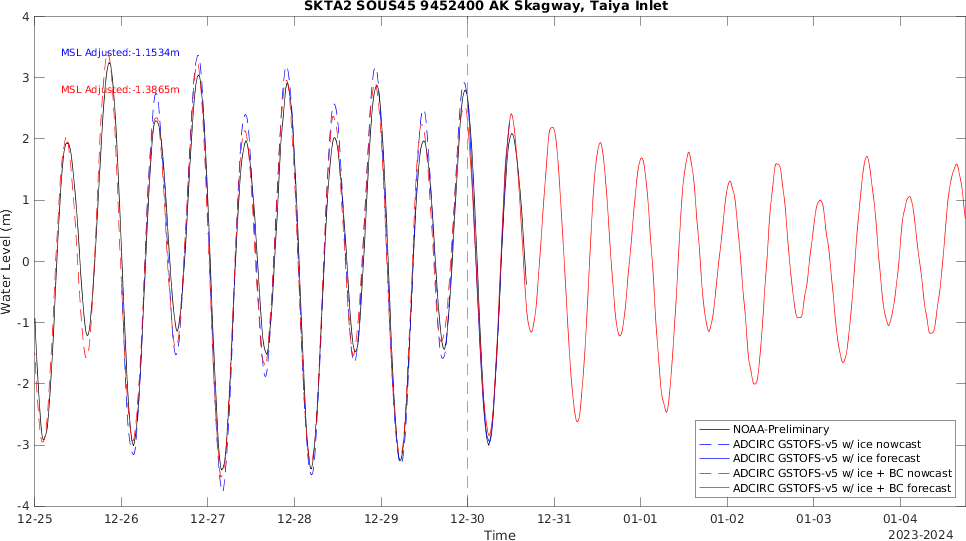 SKTA2 SOUS45 9452400 AK Skagway, Taiya Inlet
MSL Adjusted:-1.1534m
MSL Adjusted:-1.3865m
Water Level (m)
4
3
2
1
0
-1
-2
-3
-4
NOAA-Preliminary
ADCIRC GSTOFS-v5 w/ ice nowcast
ADCIRC GSTOFS-v5 w/ ice forecast
ADCIRC GSTOFS-v5 w/ ice + BC nowcast
ADCIRC GSTOFS-v5 w/ ice + BC forecast
12-25 12-26 12-27 12-28 12-29 12-30 12-31 01-01 01-02 01-03 01-04
Time
2023-2024